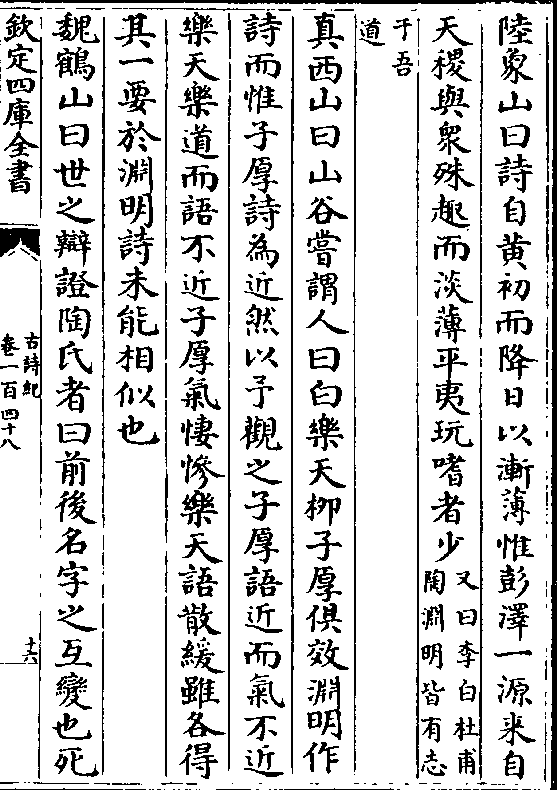 陸象山曰詩自黄初而降日以漸薄惟彭澤一源来自
天稷與衆殊趣而淡薄平夷玩嗜者少又曰李白杜甫
陶淵明皆有志
于吾
道
真西山曰山谷嘗謂人曰白樂天栁子厚俱效淵明作
詩而惟子厚詩為近然以予觀之子厚語近而氣不近
樂天樂道而語不近子厚氣悽慘樂天語散緩雖各得
其一要於淵明詩未能相似也
魏鶴山曰世之辯證陶氏者曰前後名字之互變也死
欽定四庫全書
古詩紀
卷一百四十八
十六